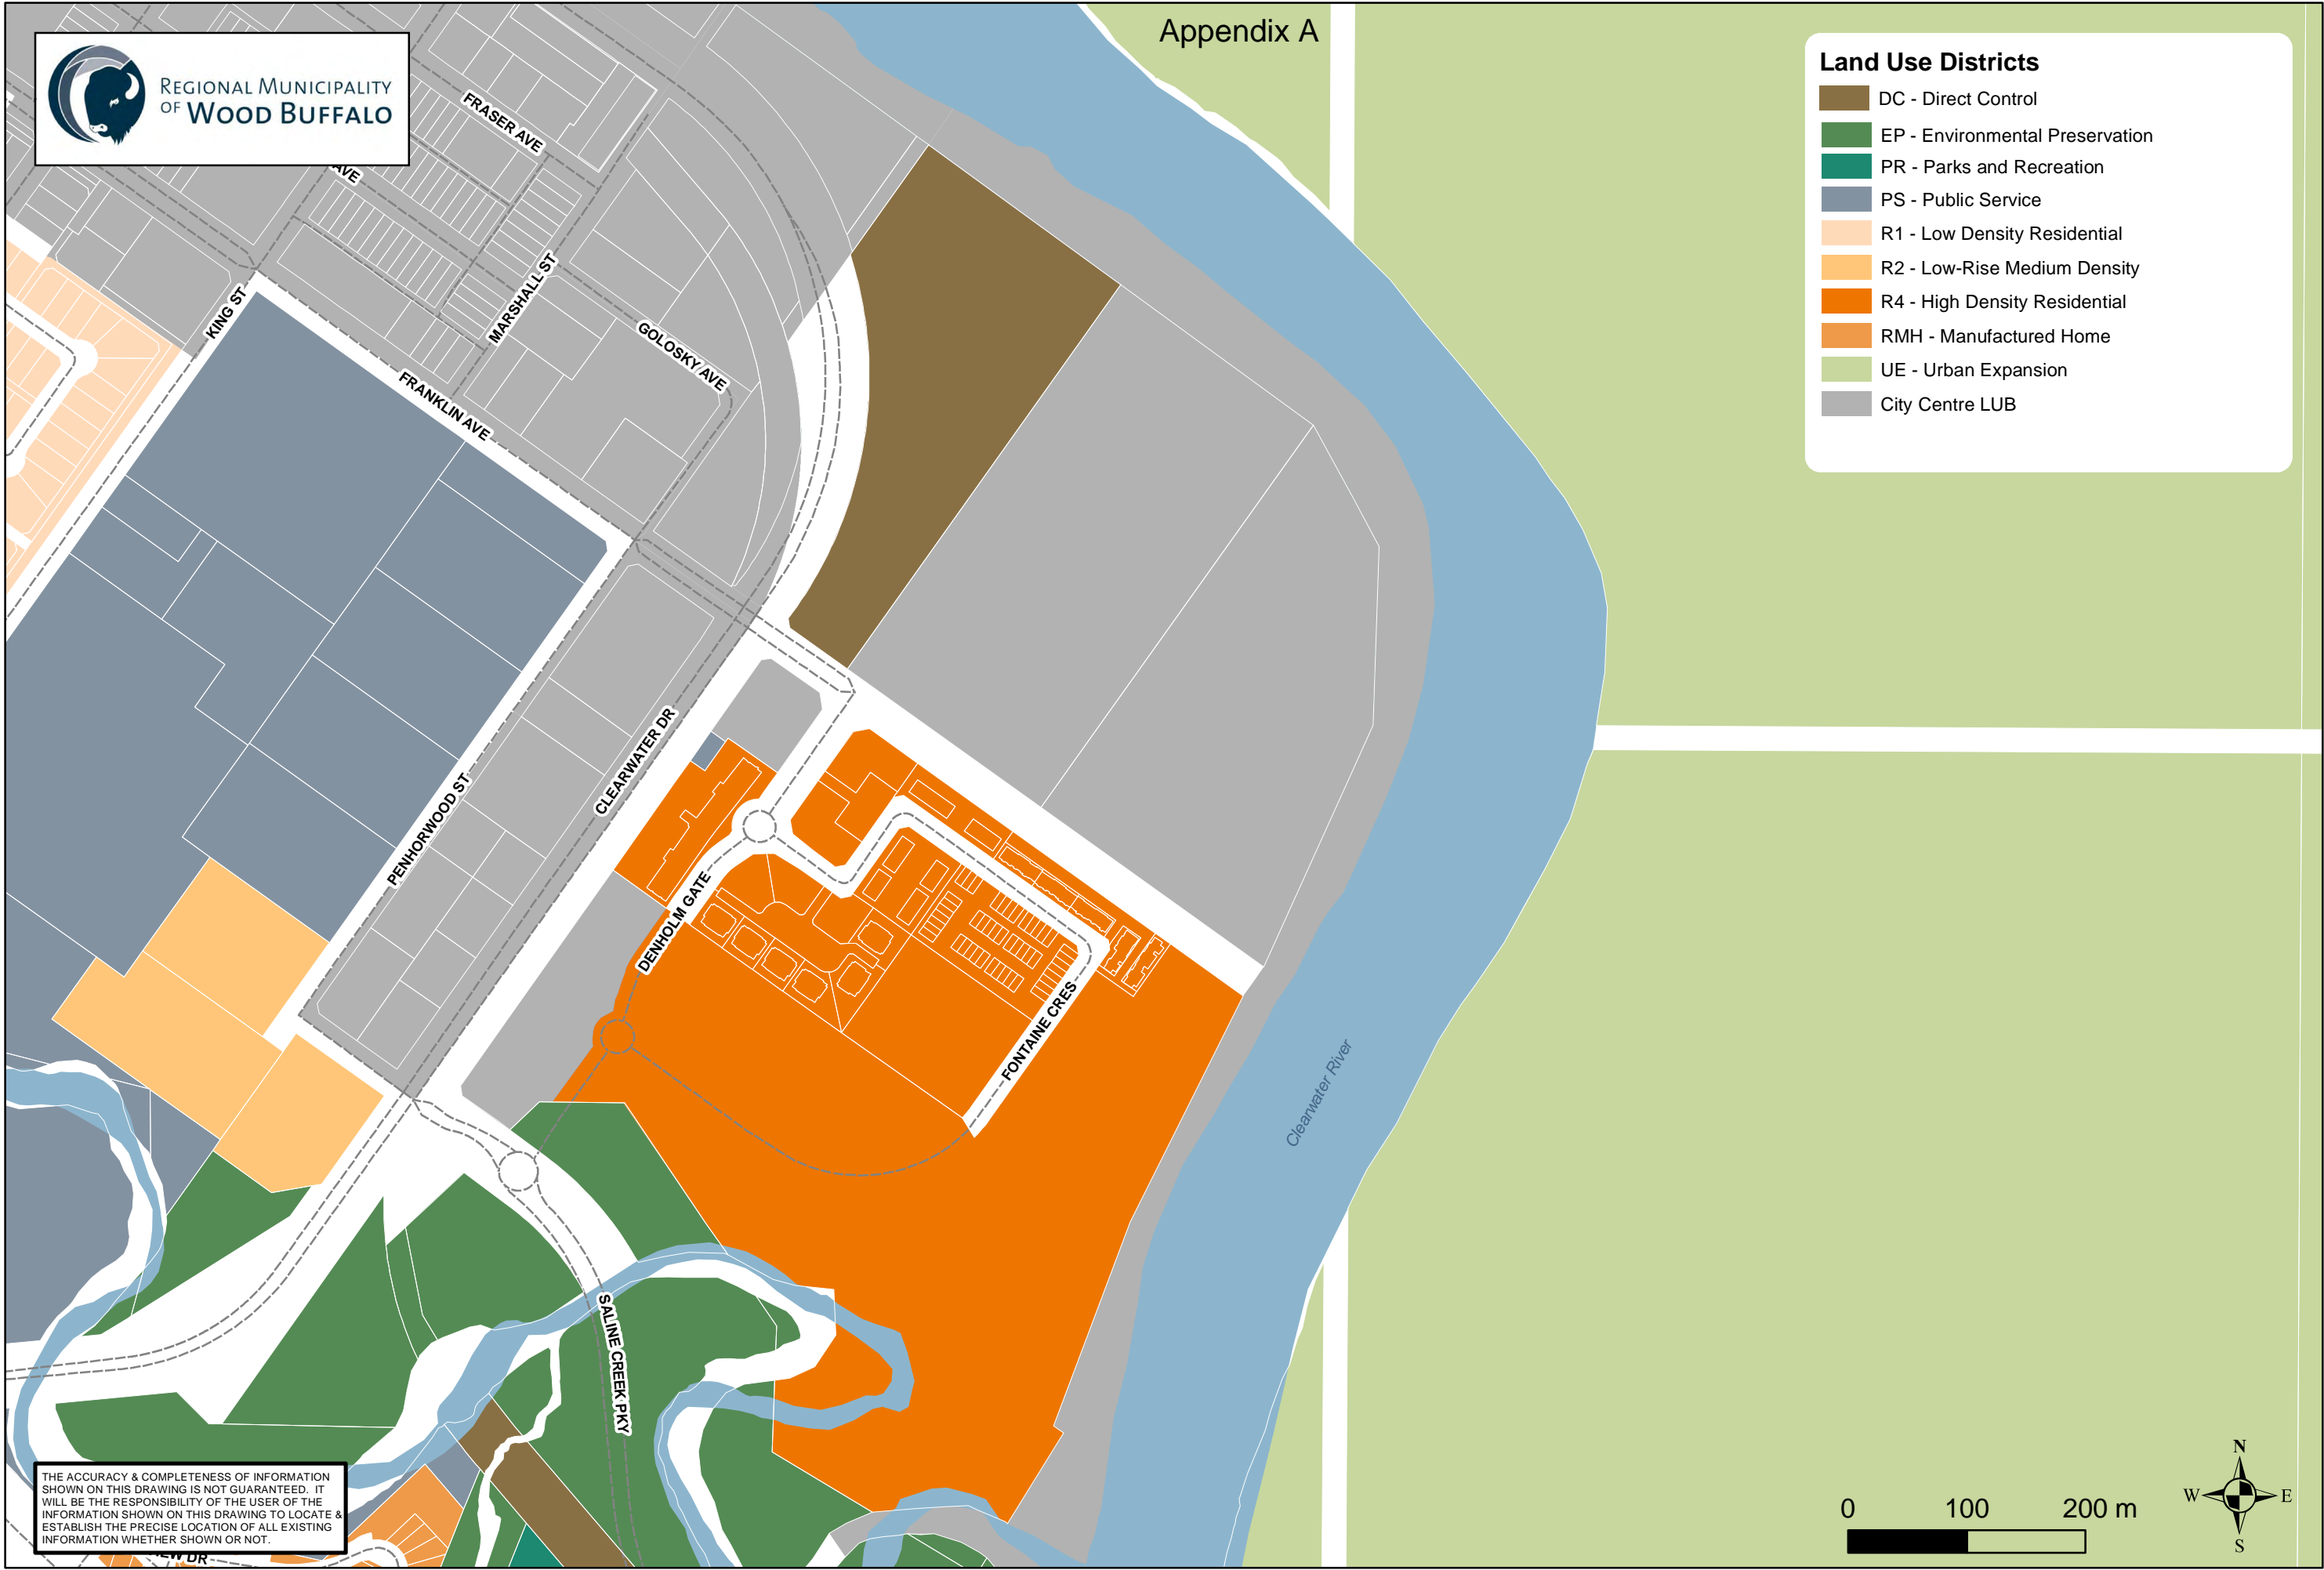 Appendix A
REGIONAL MUNICIPALITY
OF WOOD BUFFALO
Land Use Districts
DC - Direct Control
EP - Environmental Preservation
PR - Parks and Recreation
PS - Public Service
R1 - Low Density Residential
R2 - Low-Rise Medium Density
R4 - High Density Residential
RMH - Manufactured Home
UE - Urban Expansion
City Centre LUB
FRASER AVE
AVE
KING ST
MARSHALL ST
GOLOSKY AVE
FRANKLIN AVE
CLEARWATER DR
PENHORWOOD ST
DENHOLM GATE
FONTAINE CRES
Clearwater River
SALINE CREEK PKY
THE ACCURACY & COMPLETENESS OF INFORMATION
SHOWN ON THIS DRAWING IS NOT GUARANTEED. IT
WILL BE THE RESPONSIBILITY OF THE USER OF THE
INFORMATION SHOWN ON THIS DRAWING TO LOCATE &
ESTABLISH THE PRECISE LOCATION OF ALL EXISTING
INFORMATION WHETHER SHOWN OR NOT.
DR
0 100 200 m
N
W E
S